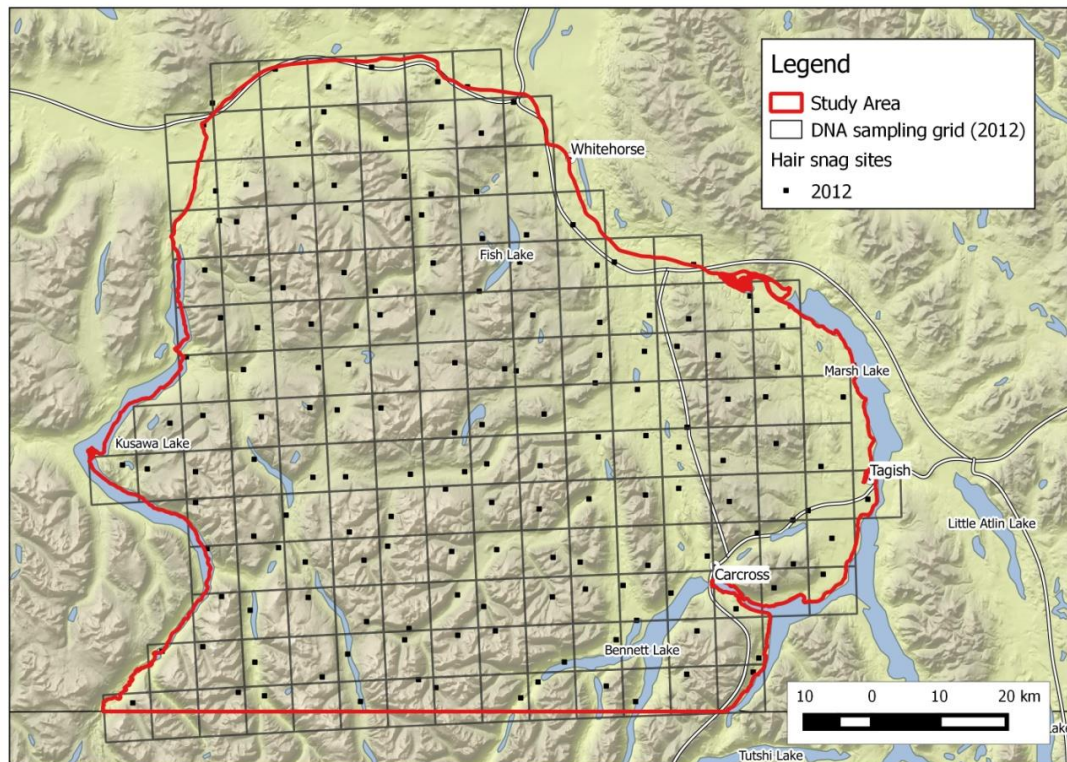 Legend
Study Area
DNA sampling grid (2012)
Hair snag sites
2012
Whitehorse
Fish Lake
Marsh Lake
Kusawa Lake
Tagish
Little Atlin Lake
Carcross
Bennett Lake
10 0 10 20 km
Tutshi Lake
Lake